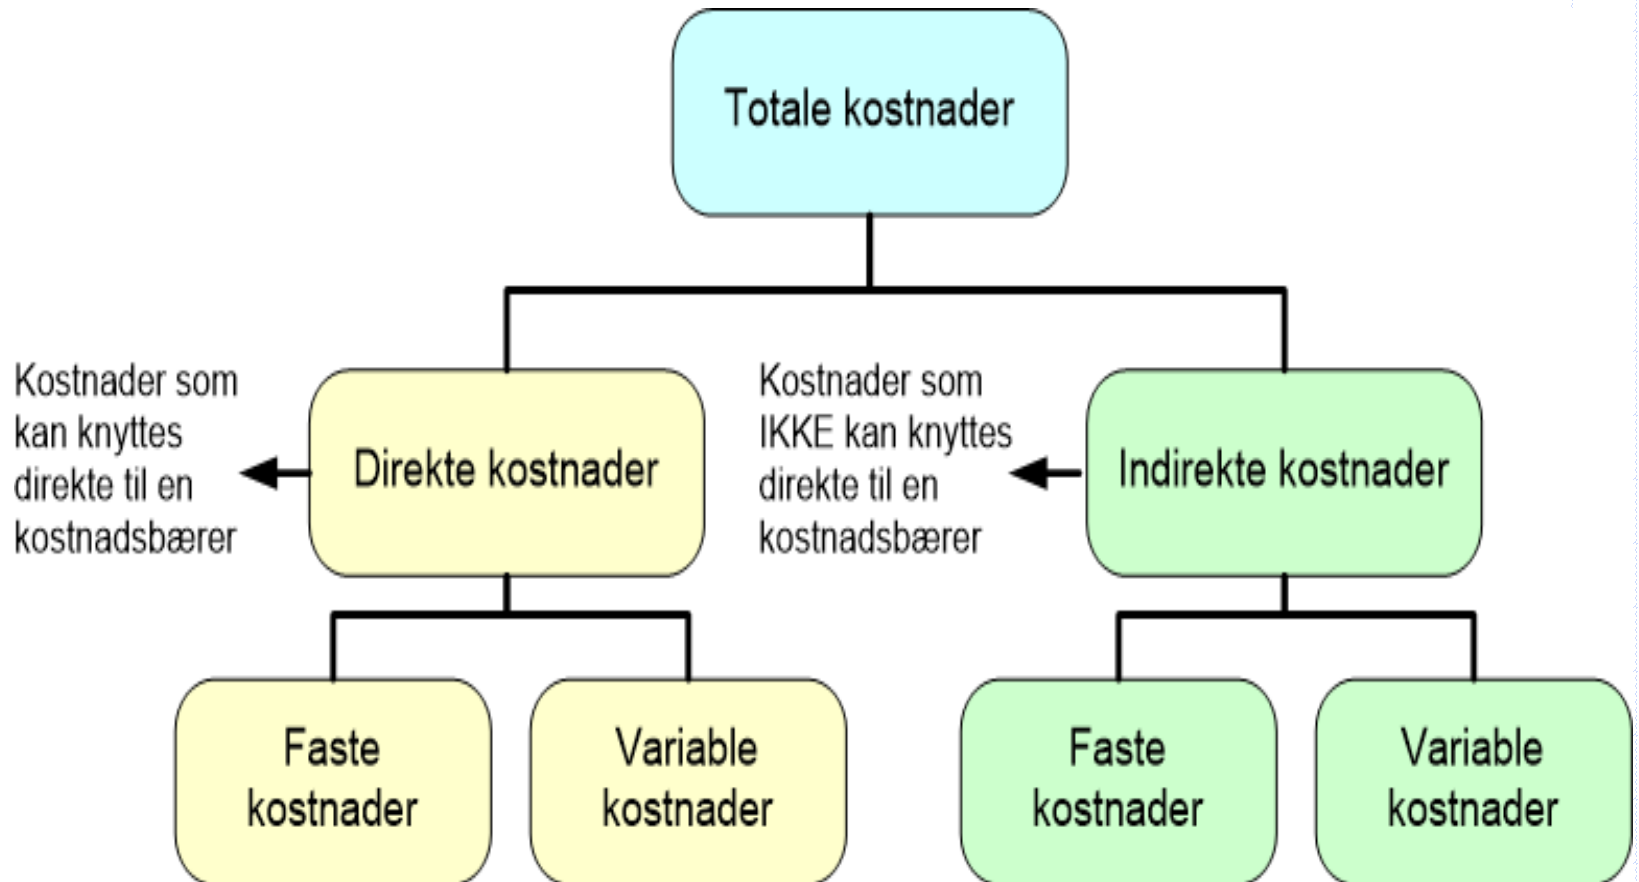 Totale kostnader
Kostnader som
kan knyttes
direkte til en
kostnadsbærer
Direkte kostnader
Kostnader som
IKKE kan knyttes
direkte til en
kostnadsbærer
Indirekte kostnader
Faste
kostnader
Variable
kostnader
Faste
kostnader
Variable
kostnader